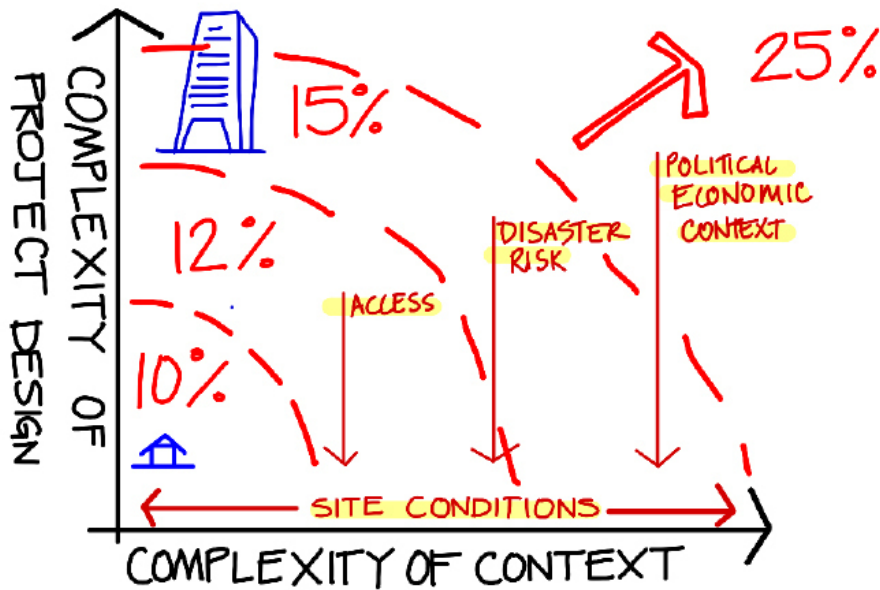 COMPLEXITY OF
PROJECT DESIGN
25%
15%
12%
10%
POLITICAL
ECONOMIC
CONTEXT
DISASTER
RISK
ACCESS
SITE CONDITIONS
COMPLEXITY OF CONTEXT